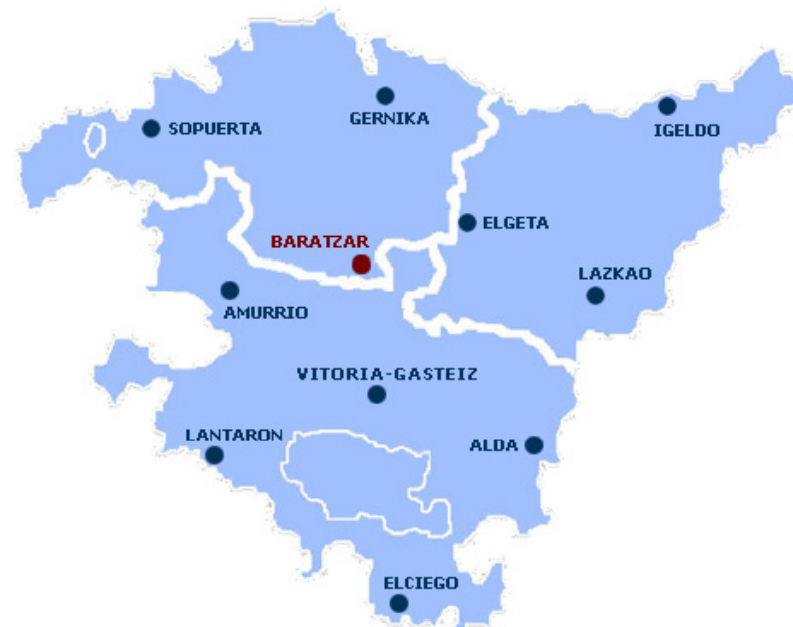 GERNIKA
SOPUERTA
IGELDO
ELGETA
BARATZAR
LAZKAO
AMURRIO
VITORIA-GASTEIZ
LANTARON
ALDA
ELCIEGO